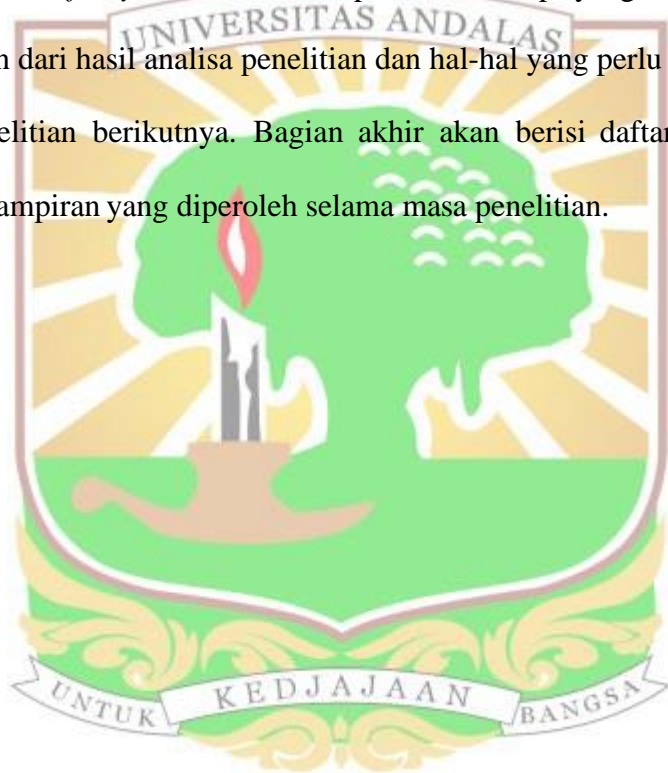 UNIVERSITAS ANDALAS
dari hasil analisa penelitian dan hal-hal yang perlu
elitian berikutnya. Bagian akhir akan berisi daftar
ampiran yang diperoleh selama masa penelitian.
UNTUK KEDJAJAAN BANGSA